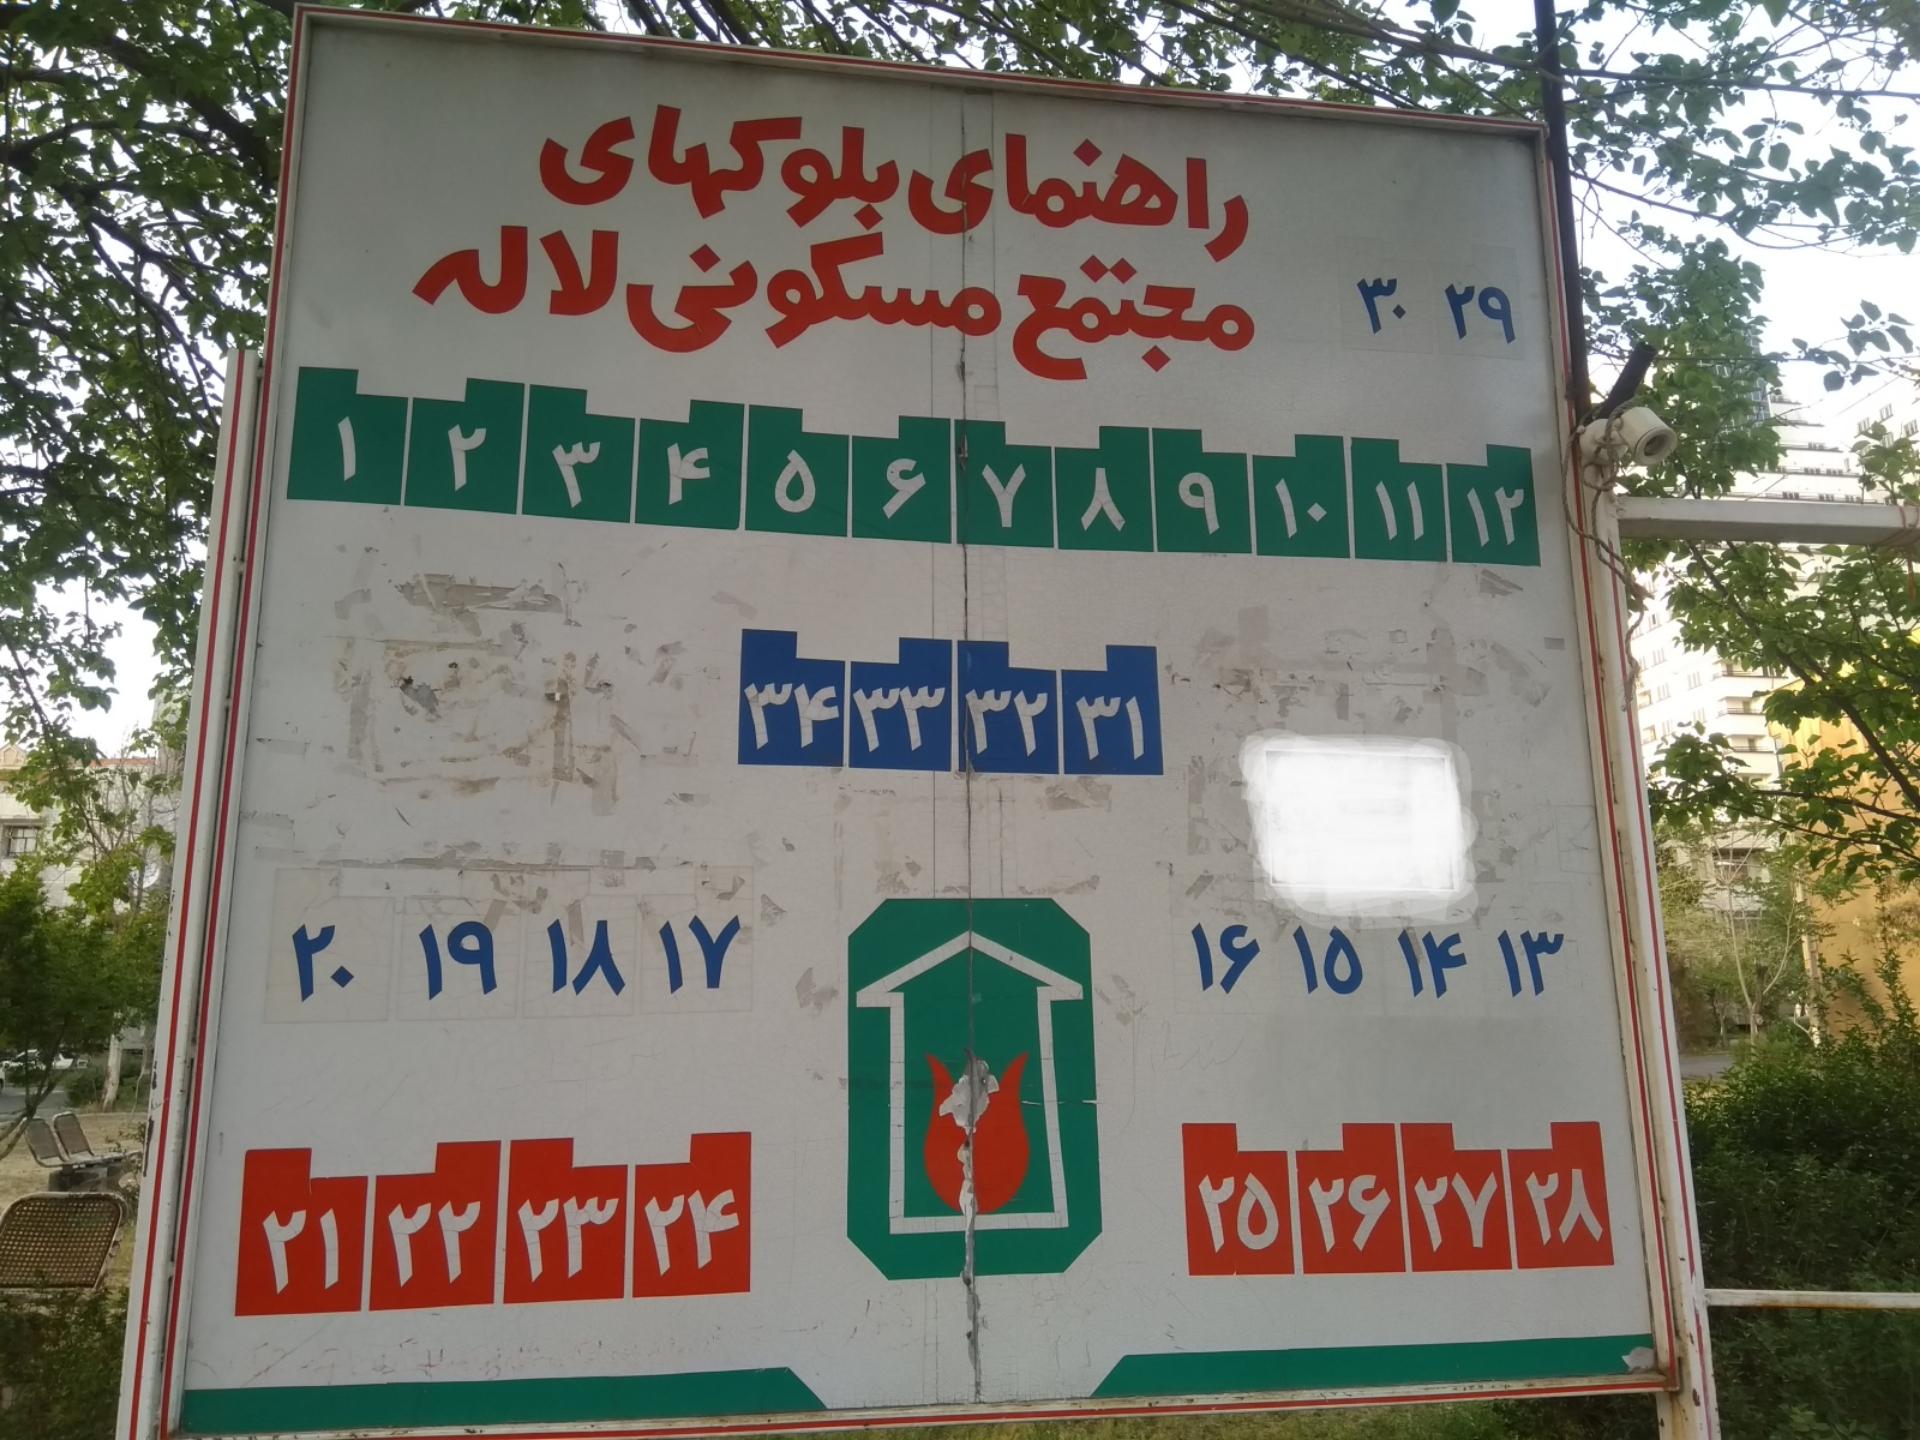 راهنمای بلوکهای
مجتمع مسکونی لاله
۳۰ ۲۹
۱ ۲ ۳ ۴ ۵ ۶ ۷ ۸ ۹ ۱۰ ۱۱ ۱۲
۳۴ ۳۳ ۳۲ ۳۱
۲۰ ۱۹ ۱۸ ۱۷ ۱۶ ۱۵ ۱۴ ۱۳
۲۱ ۲۲ ۲۳ ۲۴ ۲۵ ۲۶ ۲۷ ۲۸